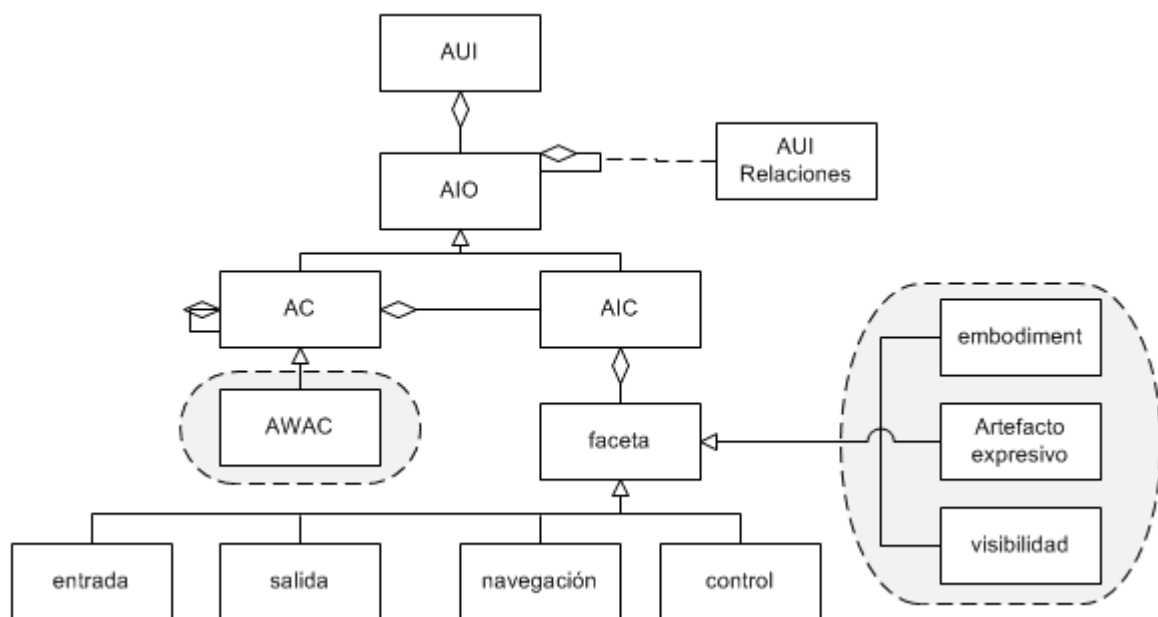 AUI
AIO
AUI
Relaciones
AC
AIC
embodiment
AWAC
faceta
Artefacto
expresivo
visibilidad
entrada
salida
navegación
control